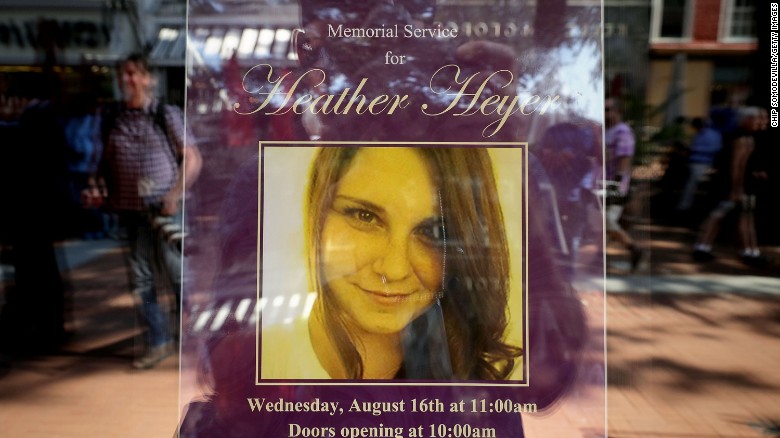 Memorial Service
for
Heather Heyer
Wednesday, August 16th at 11:00am
Doors opening at 10:00am
CHIP SOMODEVILLA/GETTY IMAGES